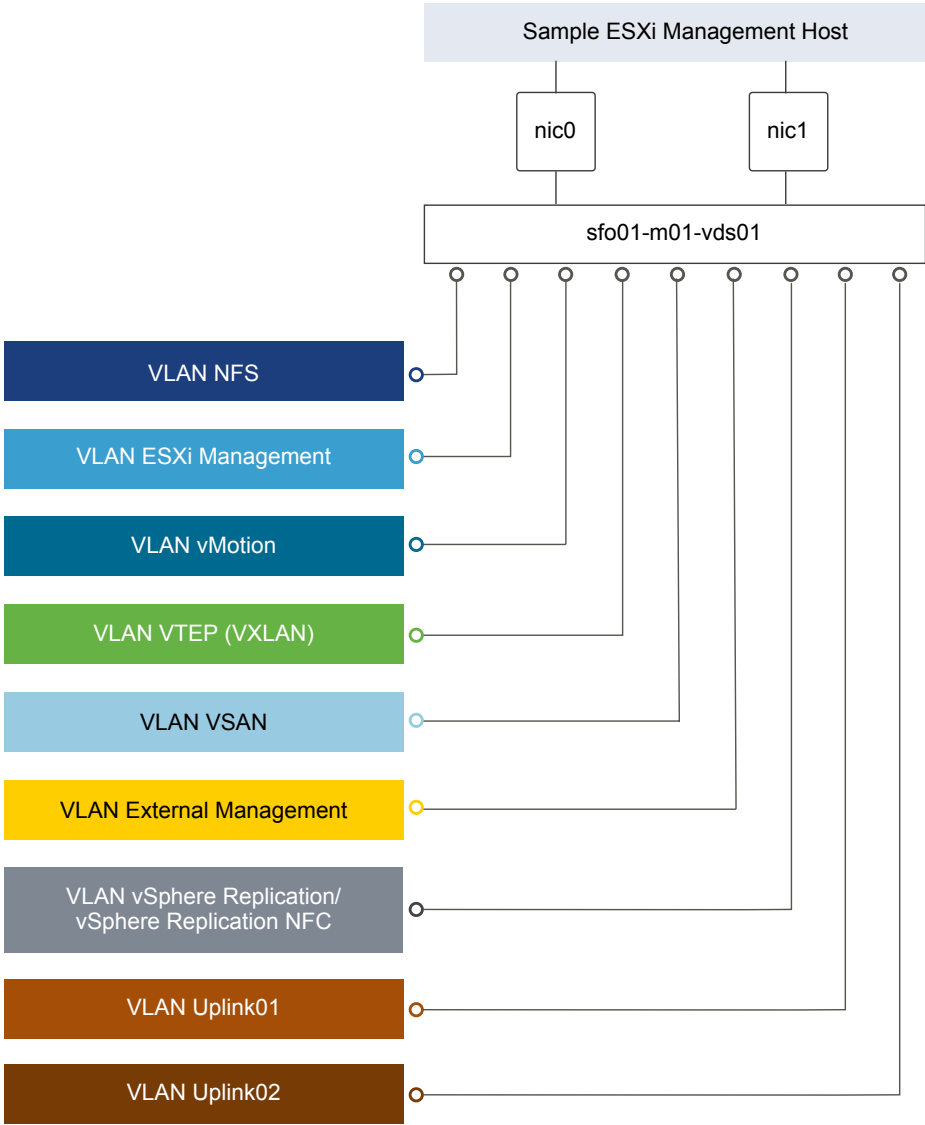 Sample ESXi Management Host
nic0
nic1
sfo01-m01-vds01
VLAN NFS
VLAN ESXi Management
VLAN vMotion
VLAN VTEP (VXLAN)
VLAN VSAN
VLAN External Management
VLAN vSphere Replication/
vSphere Replication NFC
VLAN Uplink01
VLAN Uplink02